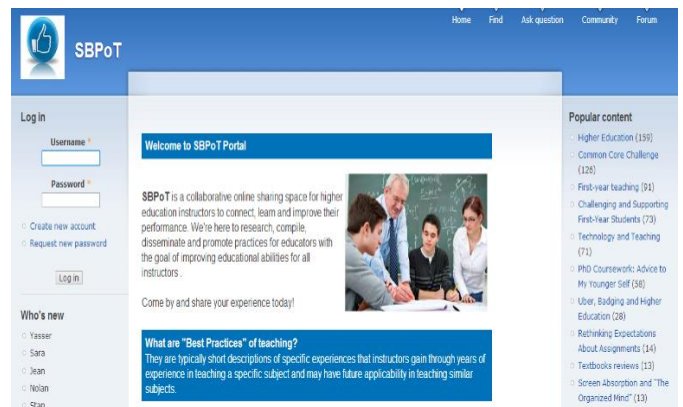 Home Find Ask question Community Forum
SBPoT
Log in
Username *
Password *
Create new account
Request new password
Log in
Who's new
Yasser
Sara
Jean
Nolan
Stan
Welcome to SBPoT Portal
SBPoT is a collaborative online sharing space for higher
education instructors to connect, learn and improve their
performance. We're here to research, compile,
disseminate and promote practices for educators with
the goal of improving educational abilities for all
instructors .
Come by and share your experience today!
What are "Best Practices" of teaching?
They are typically short descriptions of specific experiences that instructors gain through years of
experience in teaching a specific subject and may have future applicability in teaching similar
subjects.
Popular content
Higher Education (159)
Common Core Challenge
(126)
First-year teaching (91)
Challenging and Supporting
First-Year Students (73)
Technology and Teaching
(71)
PhD Coursework: Advice to
My Younger Self (58)
Uber, Badging and Higher
Education (28)
Rethinking Expectations
About Assignments (14)
Textbooks reviews (13)
Screen Absorption and "The
Organized Mind" (13)